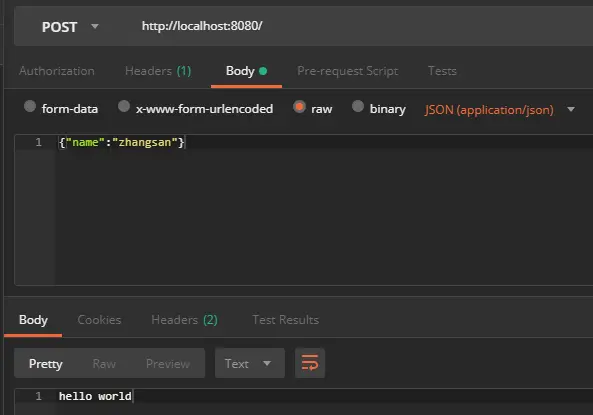 POST http://localhost:8080/
Authorization Headers (1) Body Pre-request Script Tests
form-data x-www-form-urlencoded raw binary JSON (application/json)
1 {"name":"zhangsan"}
Body Cookies Headers (2) Test Results
Pretty Raw Preview Text
1 hello world